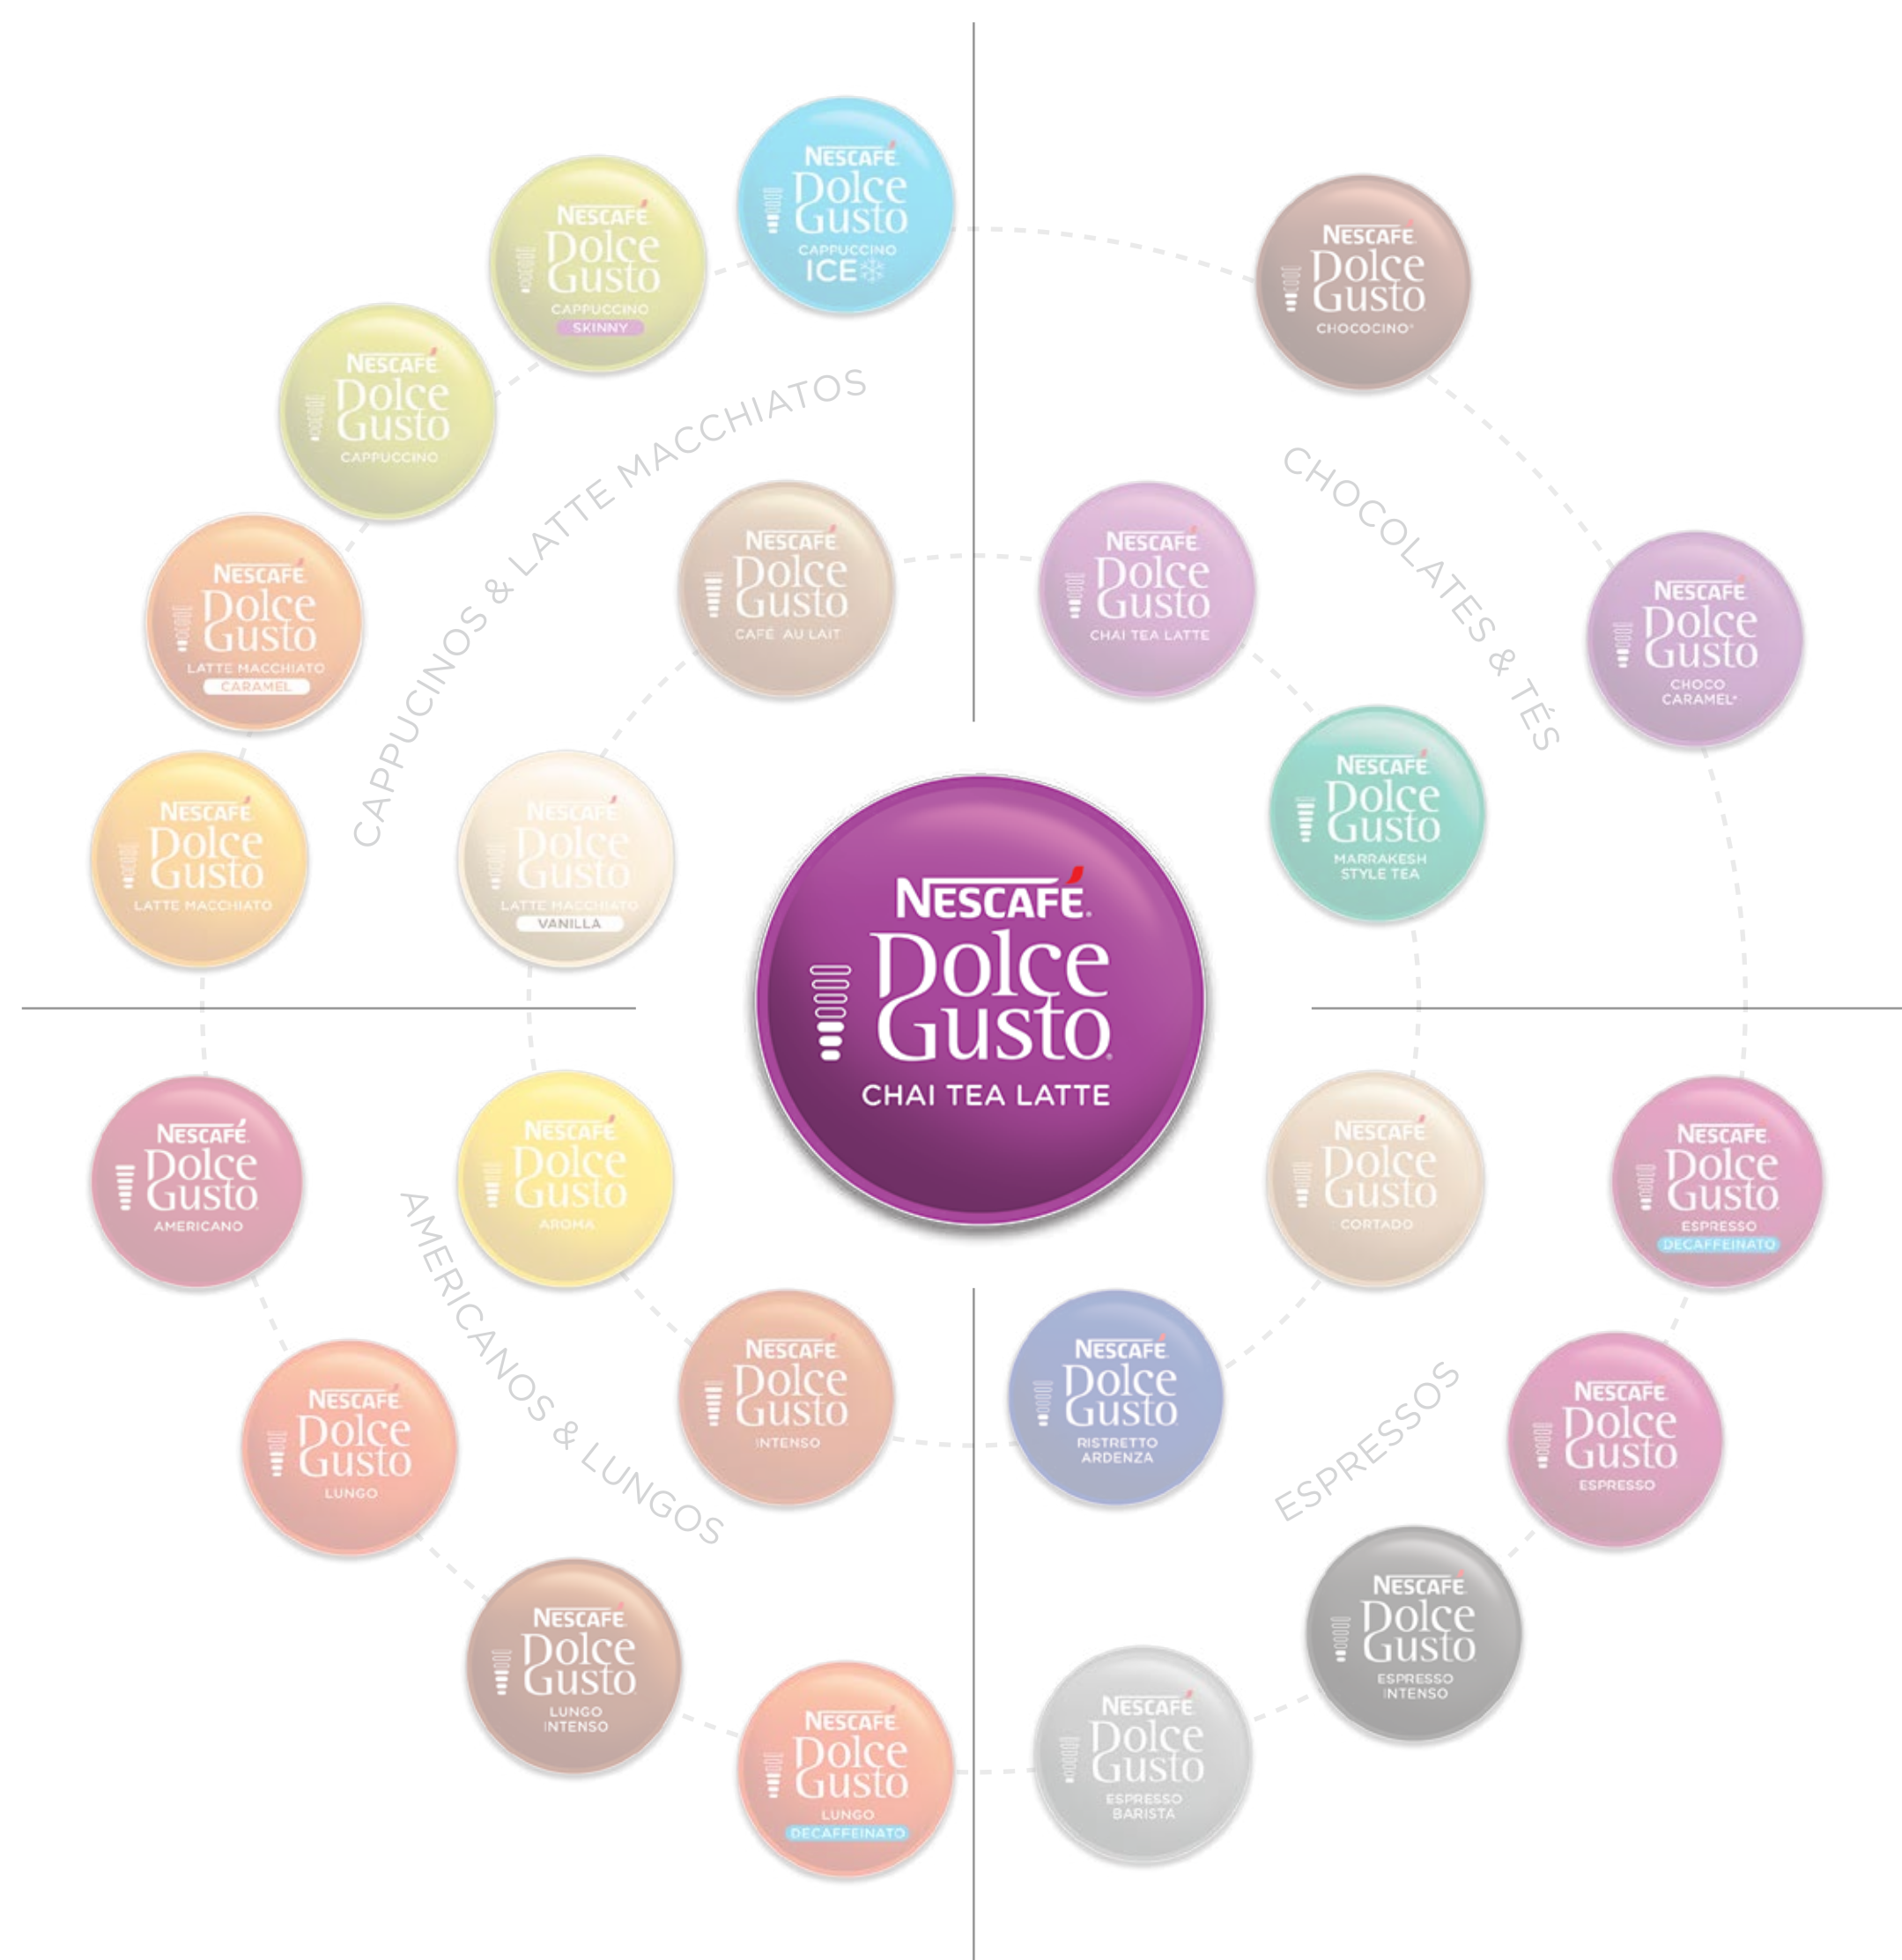 NESCAFÉ
Dolce
Gusto
CAPPUCCINO
ICE
NESCAFÉ
Dolce
Gusto
CAPPUCCINO
SKINNY
NESCAFÉ
Dolce
Gusto
CAPPUCCINO
NESCAFÉ
Dolce
Gusto
LATTE MACCHIATO
CARAMEL
NESCAFÉ
Dolce
Gusto
LATTE MACCHIATO
CAPPUCINOS & LATTE MACCHIATOS
NESCAFÉ
Dolce
Gusto
CAFÉ AU LAIT
NESCAFÉ
Dolce
Gusto
LATTE MACCHIATO
VANILLA
NESCAFÉ
Dolce
Gusto
CHOCOCINO*
CHOCOLATES & TÉS
NESCAFÉ
Dolce
Gusto
CHAI TEA LATTE
NESCAFÉ
Dolce
Gusto
CHOCO
CARAMEL*
NESCAFÉ
Dolce
Gusto
MARRAKESH
STYLE TEA
NESCAFÉ
Dolce
Gusto
CHAI TEA LATTE
NESCAFÉ
Dolce
Gusto
AMERICANO
NESCAFÉ
Dolce
Gusto
AROMA
AMERICANOS & LUNGOS
NESCAFÉ
Dolce
Gusto
INTENSO
NESCAFÉ
Dolce
Gusto
LUNGO
NESCAFÉ
Dolce
Gusto
LUNGO
INTENSO
NESCAFÉ
Dolce
Gusto
LUNGO
DECAFFEINATO
NESCAFÉ
Dolce
Gusto
CORTADO
NESCAFÉ
Dolce
Gusto
ESPRESSO
DECAFFEINATO
NESCAFÉ
Dolce
Gusto
RISTRETTO
ARDENZA
ESPRESSOS
NESCAFÉ
Dolce
Gusto
ESPRESSO
NESCAFÉ
Dolce
Gusto
ESPRESSO
INTENSO
NESCAFÉ
Dolce
Gusto
ESPRESSO
BARISTA